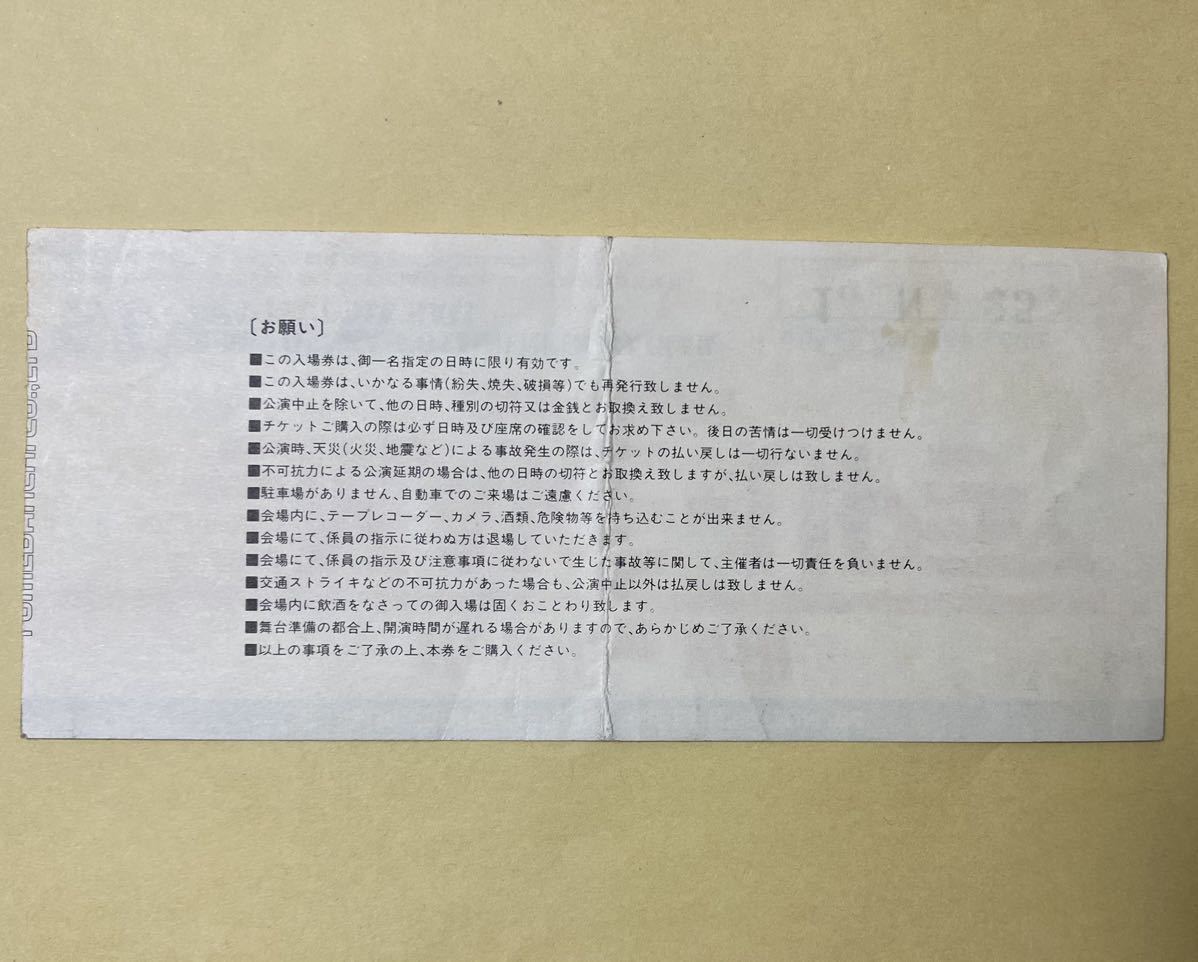 〔お願い〕
■この入場券は、御一名指定の日時に限り有効です。
■この入場券は、いかなる事情(紛失、焼失、破損等)でも再発行致しません。
■公演中止を除いて、他の日時、種別の切符又は金銭とお取換え致しません。
■チケットご購入の際は必ず日時及び座席の確認をしてお求め下さい。後日の苦情は一切受けつけません。
■公演時、天災(火災、地震など)による事故発生の際は、チケットの払い戻しは一切行ないません。
■不可抗力による公演延期の場合は、他の日時の切符とお取換え致しますが、払い戻しは致しません。
■駐車場がありません、自動車でのご来場はご遠慮ください。
■会場内に、テープレコーダー、カメラ、酒類、危険物等を持ち込むことが出来ません。
■会場にて、係員の指示に従わぬ方は退場していただきます。
■会場にて、係員の指示及び注意事項に従わないで生じた事故等に関して、主催者は一切責任を負いません。
■交通ストライキなどの不可抗力があった場合も、公演中止以外は払戻しは致しません。
■会場内に飲酒をなさっての御入場は固くおことわり致します。
■舞台準備の都合上、開演時間が遅れる場合がありますので、あらかじめご了承ください。
■以上の事項をご了承の上、本券をご購入ください。